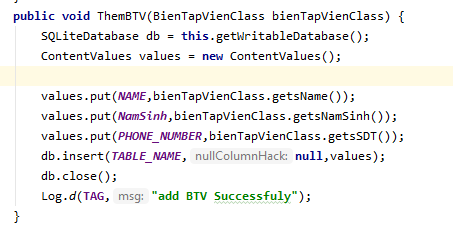 public void ThemBTV(BienTapVienClass bienTapVienClass) {
SQLiteDatabase db = this.getWritableDatabase();
ContentValues values = new ContentValues();
values.put(NAME,bienTapVienClass.getsName());
values.put(NamSinh,bienTapVienClass.getsNamSinh());
values.put(PHONE_NUMBER,bienTapVienClass.getsSDT());
db.insert(TABLE_NAME, nullColumnHack: null,values);
db.close();
Log.d(TAG, msg: "add BTV Successfuly");
}